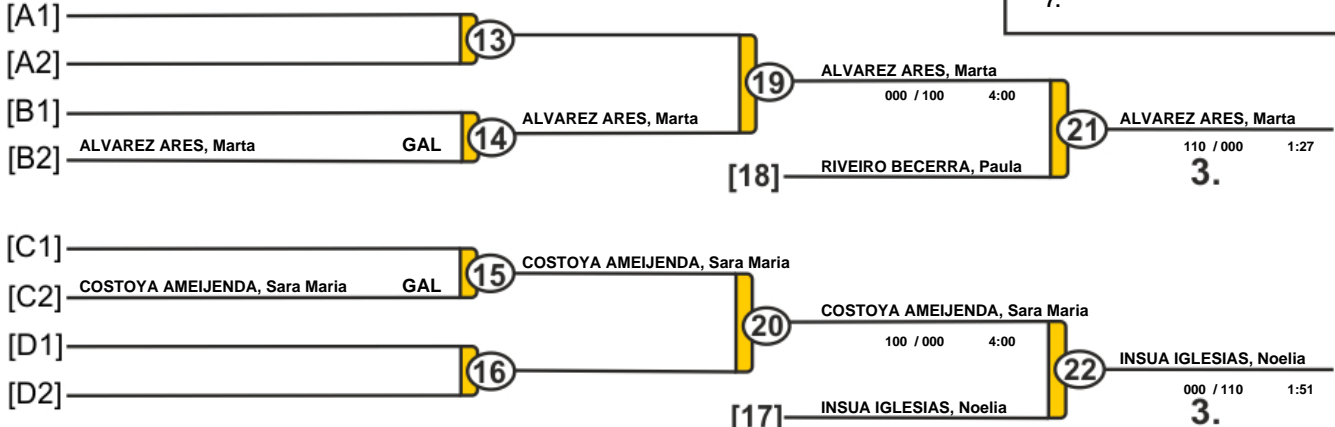 7.
[A1]
13
[A2]
19
ALVAREZ ARES, Marta
000 / 100 4:00
[B1]
ALVAREZ ARES, Marta
21
ALVAREZ ARES, Marta
ALVAREZ ARES, Marta GAL
14
110 / 000 1:27
[B2]
[18]
RIVEIRO BECERRA, Paula
3.
[C1]
15
COSTOYA AMEIJENDA, Sara Maria
COSTOYA AMEIJENDA, Sara Maria GAL
[C2]
20
COSTOYA AMEIJENDA, Sara Maria
100 / 000 4:00
[D1]
16
22
INSUA IGLESIAS, Noelia
000 / 110 1:51
[D2]
[17]
INSUA IGLESIAS, Noelia
3.